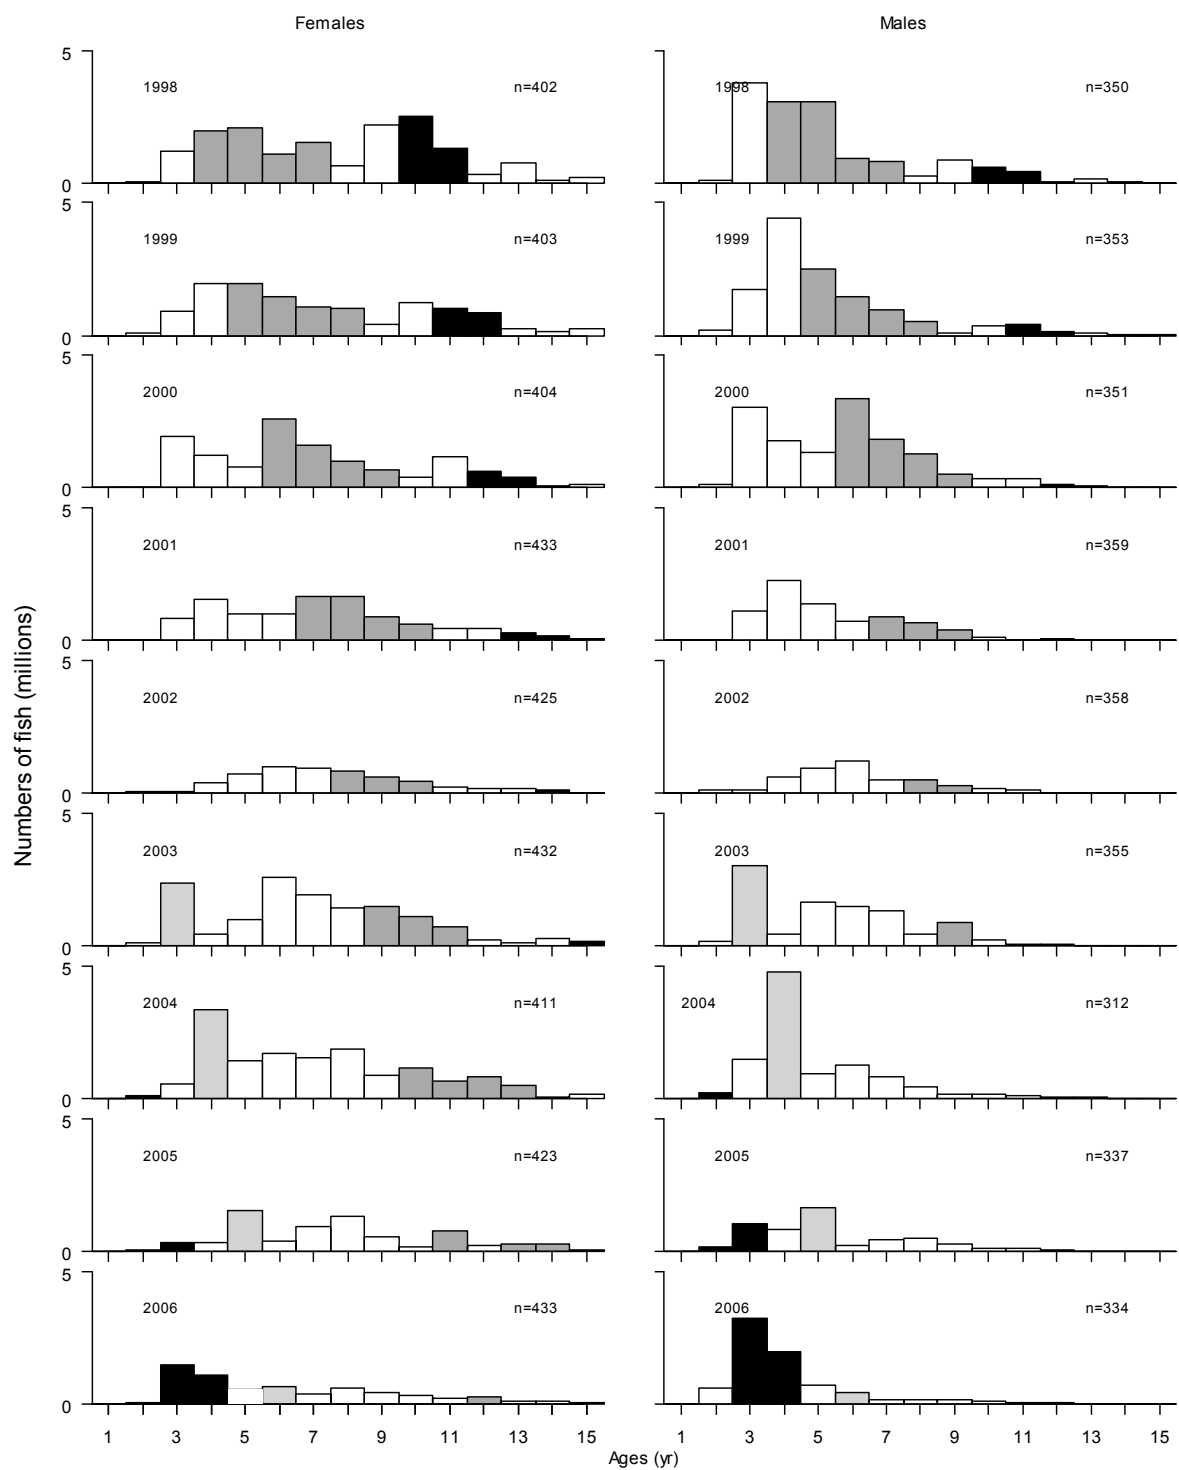 Females Males
5
1998 n=402 1998 n=350
0
5
1999 n=403 1999 n=353
0
5
2000 n=404 2000 n=351
0
5
2001 n=433 2001 n=359
0
5
2002 n=425 2002 n=358
0
5
2003 n=432 2003 n=355
0
5
2004 n=411 2004 n=312
0
5
2005 n=423 2005 n=337
0
5
2006 n=433 2006 n=334
0
1 3 5 7 9 11 13 15 1 3 5 7 9 11 13 15
Ages (yr)
Numbers of fish (millions)